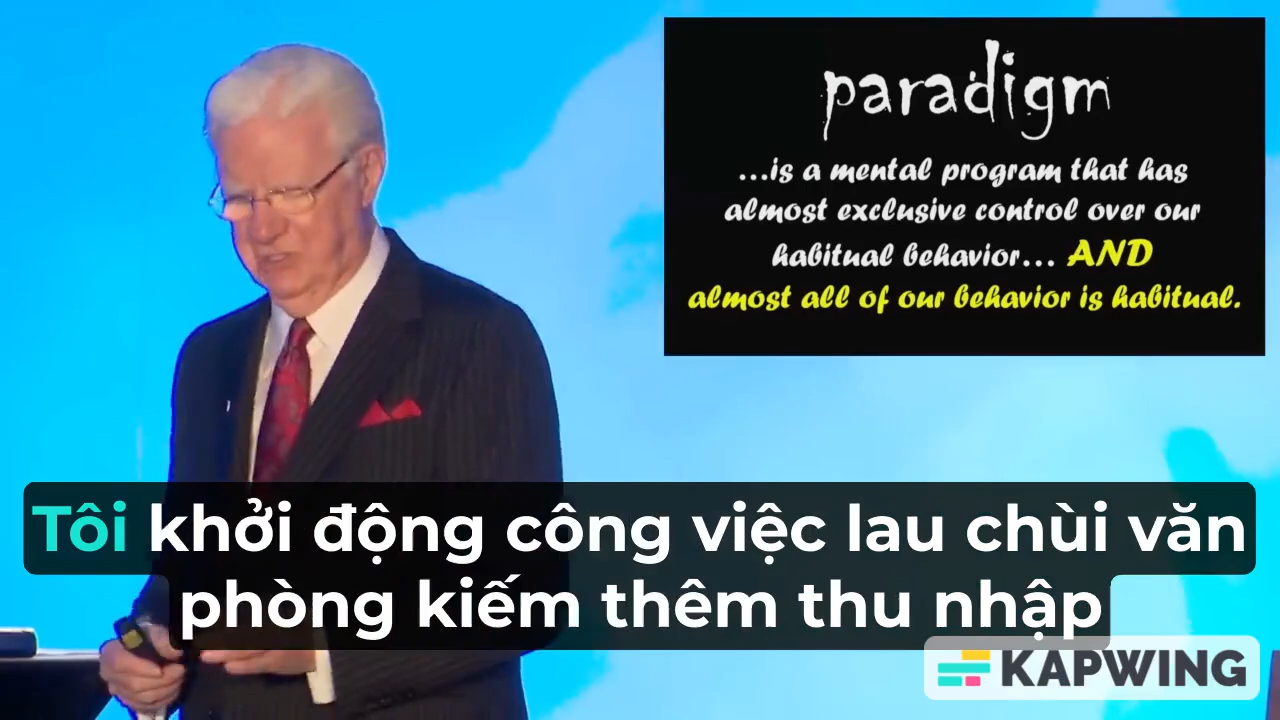 paradigm
...is a mental program that has
almost exclusive control over our
habitual behavior... AND
almost all of our behavior is habitual.
Tôi khởi động công việc lau chùi văn
phòng kiếm thêm thu nhập
KAPWING